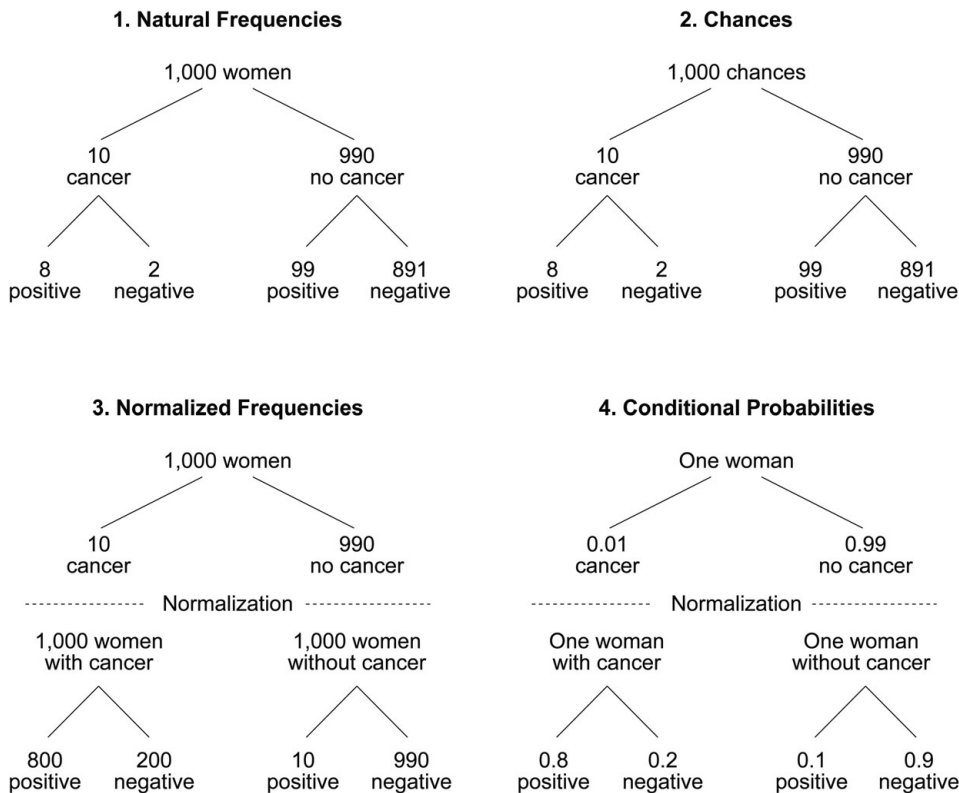 1. Natural Frequencies
1,000 women
10
cancer
990
no cancer
8
positive
2
negative
99
positive
891
negative
2. Chances
1,000 chances
10
cancer
990
no cancer
8
positive
2
negative
99
positive
891
negative
3. Normalized Frequencies
1,000 women
10
cancer
990
no cancer
Normalization
1,000 women
with cancer
1,000 women
without cancer
800
positive
200
negative
10
positive
990
negative
4. Conditional Probabilities
One woman
0.01
cancer
0.99
no cancer
Normalization
One woman
with cancer
One woman
without cancer
0.8
positive
0.2
negative
0.1
positive
0.9
negative